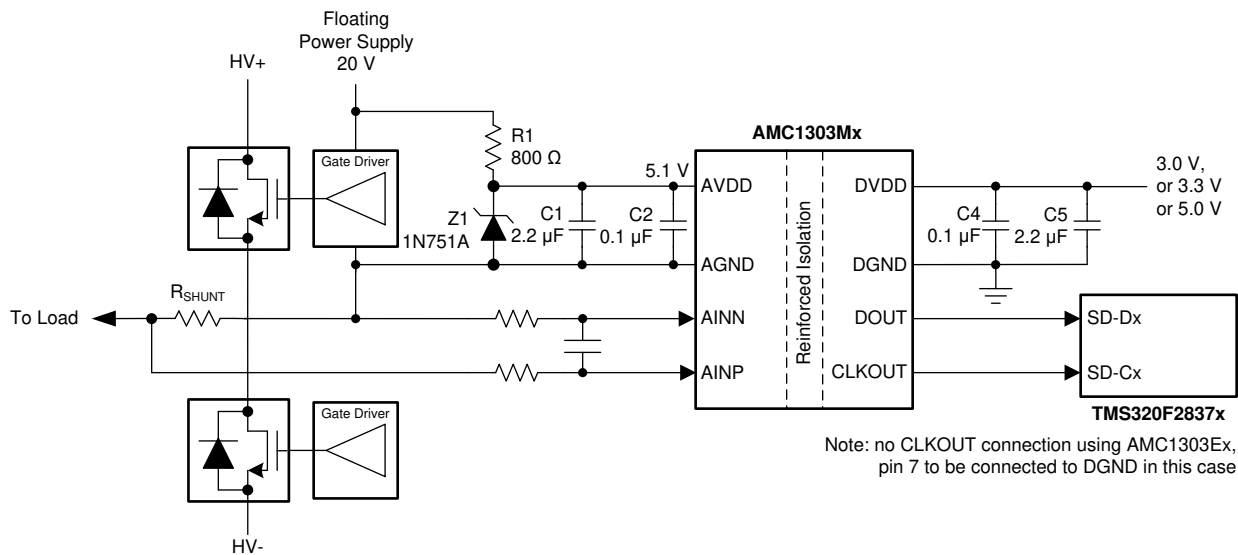 Floating
Power Supply
20 V
HV+
R1
800 Ω
AMC1303Mx
Gate Driver
5.1 V
AVDD
DVDD
3.0 V,
or 3.3 V
or 5.0 V
Z1
1N751A
C1
2.2 µF
C2
0.1 µF
C4
0.1 µF
C5
2.2 µF
AGND
DGND
Reinforced Isolation
RSHUNT
To Load
AINN
DOUT
SD-Dx
AINP
CLKOUT
SD-Cx
TMS320F2837x
Gate Driver
Note: no CLKOUT connection using AMC1303Ex,
pin 7 to be connected to DGND in this case
HV-